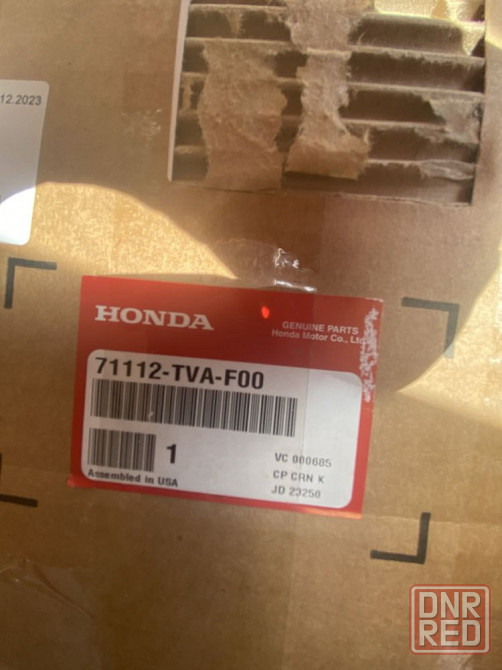 12.2023
HONDA
GENUINE PARTS
Honda Motor Co., Ltd
71112-TVA-F00
1
VC 000685
CP CRN K
JD 23250
Assembled in USA
DNR
RED